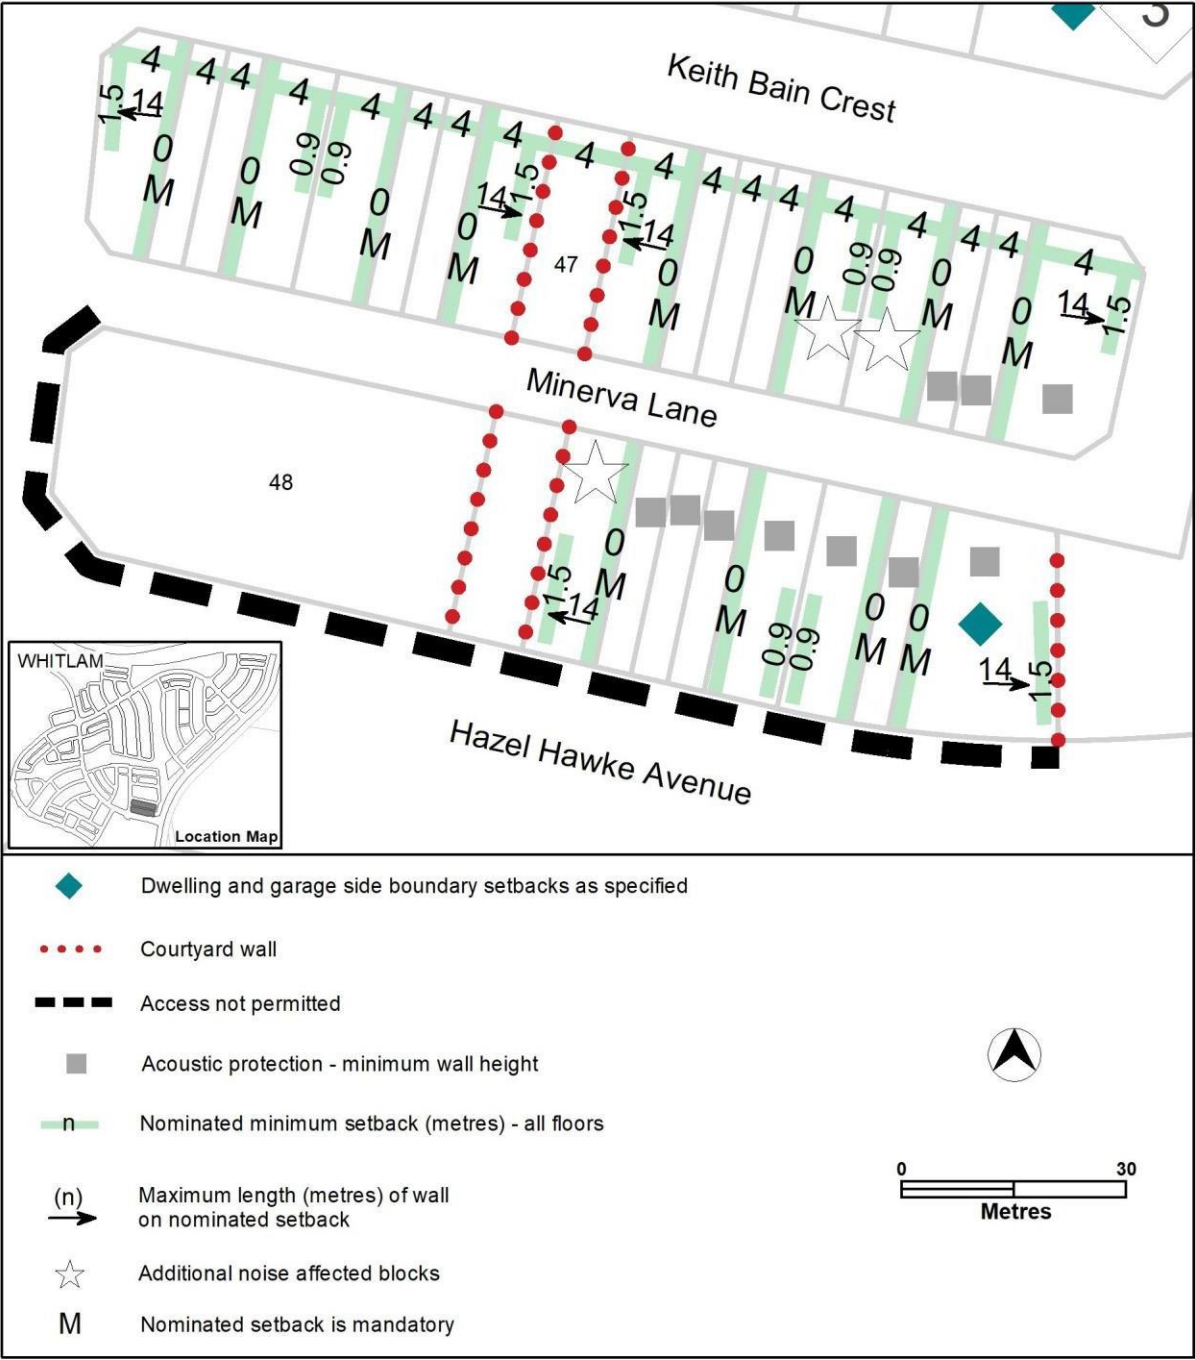 3
Keith Bain Crest
4 4 4 4 4 4 4 4 4 4 4 4 4 4 4 4 4 4
1.5
14
0
M
0
M
0.9
0.9
0
M
0
M
14
1.5
47
1.5
14
0
M
0
M
0.9
0.9
0
M
0
M
14
1.5
Minerva Lane
48
1.5
14
0
M
0
M
0.9
0.9
0
M
0
M
14
1.5
Hazel Hawke Avenue
WHITLAM
Location Map
Dwelling and garage side boundary setbacks as specified
Courtyard wall
Access not permitted
Acoustic protection - minimum wall height
n
Nominated minimum setback (metres) - all floors
(n)
Maximum length (metres) of wall
on nominated setback
Additional noise affected blocks
M
Nominated setback is mandatory
0 30
Metres